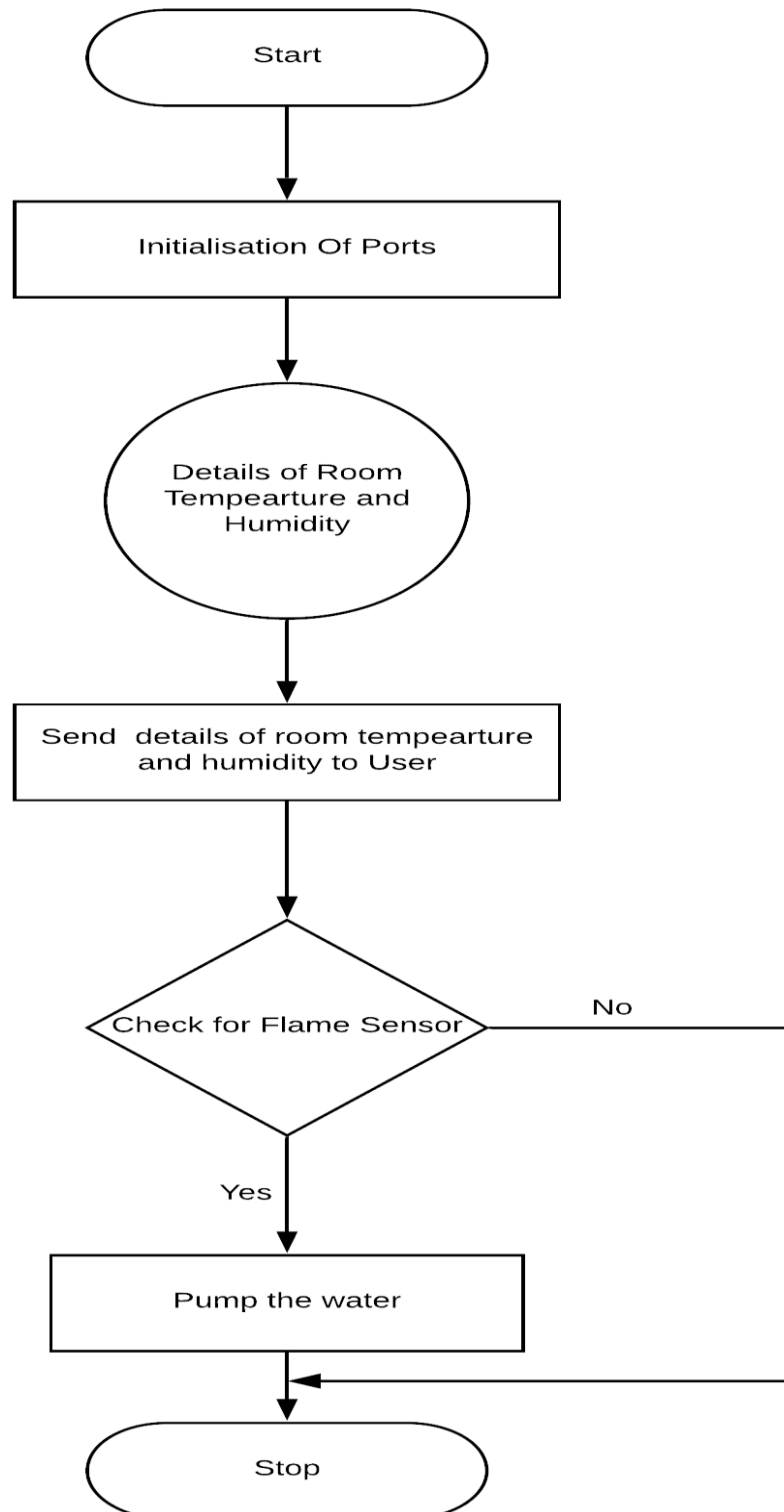 Start
Initialisation Of Ports
Details of Room
Tempearture and
Humidity
Send details of room tempearture
and humidity to User
Check for Flame Sensor
No
Yes
Pump the water
Stop